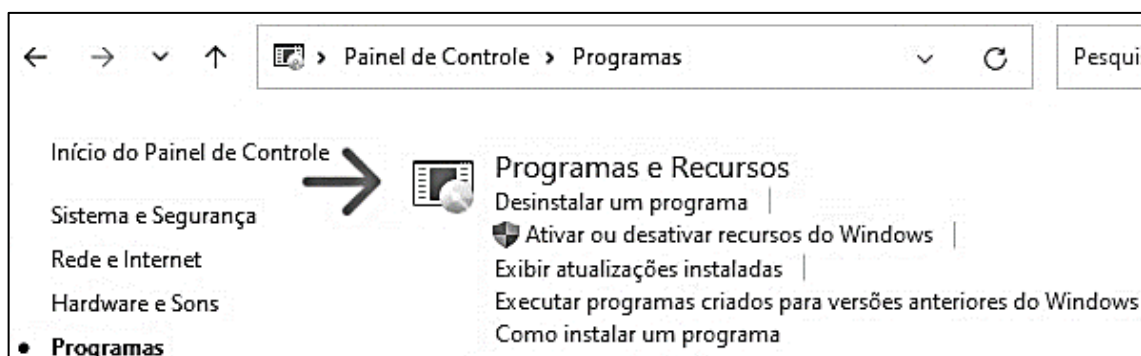 Painel de Controle > Programas
Pesqui
Início do Painel de Controle
Sistema e Segurança
Rede e Internet
Hardware e Sons
Programas
Programas e Recursos
Desinstalar um programa
Ativar ou desativar recursos do Windows
Exibir atualizações instaladas
Executar programas criados para versões anteriores do Windows
Como instalar um programa